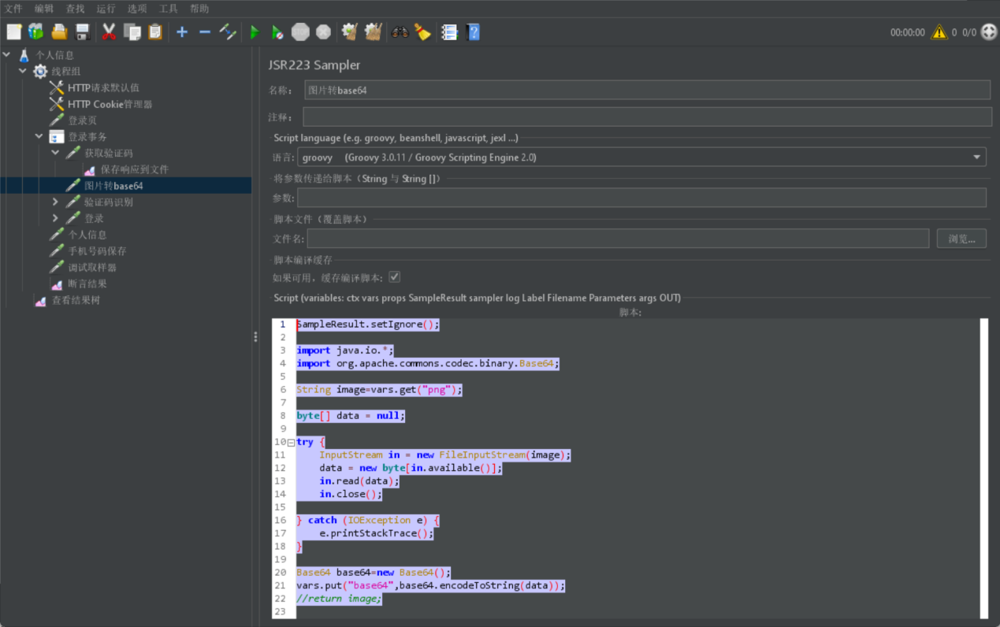 文件 编辑 查找 运行 选项 工具 帮助
00:00:00 0 0/0
个人信息
线程组
HTTP请求默认值
HTTP Cookie管理器
登录页
登录事务
获取验证码
保存响应到文件
图片转base64
验证码识别
登录
个人信息
手机号码保存
调试取样器
断言结果
查看结果树
JSR223 Sampler
名称: 图片转base64
注释:
Script language (e.g. groovy, beanshell, javascript, jexl ...)
语言: groovy (Groovy 3.0.11 / Groovy Scripting Engine 2.0)
将参数传递给脚本（String 与 String []）
参数:
脚本文件（覆盖脚本）
文件名: 浏览...
脚本编译缓存
如果可用，缓存编译脚本:
Script (variables: ctx vars props SampleResult sampler log Label Filename Parameters args OUT)
脚本:
1 SampleResult.setIgnore();
2
3 import java.io.*;
4 import org.apache.commons.codec.binary.Base64;
5
6 String image=vars.get("png");
7
8 byte[] data = null;
9
10 try {
11 InputStream in = new FileInputStream(image);
12 data = new byte[in.available()];
13 in.read(data);
14 in.close();
15
16 } catch (IOException e) {
17 e.printStackTrace();
18 }
19
20 Base64 base64=new Base64();
21 vars.put("base64",base64.encodeToString(data));
22 //return image;
23